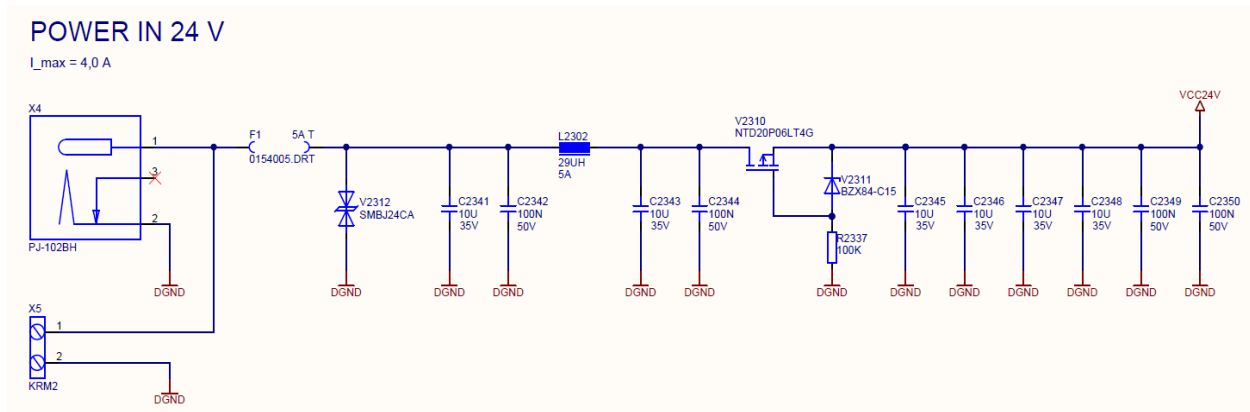 POWER IN 24 V
I_max = 4,0 A
X4
1
3
2
PJ-102BH
DGND
X5
1
2
KRM2
DGND
F1
5A T
0154005.DRT
V2312
SMBJ24CA
DGND
C2341
10U
35V
DGND
C2342
100N
50V
DGND
L2302
29UH
5A
C2343
10U
35V
DGND
C2344
100N
50V
DGND
V2310
NTD20P06LT4G
V2311
BZX84-C15
R2337
100K
DGND
C2345
10U
35V
DGND
C2346
10U
35V
DGND
C2347
10U
35V
DGND
C2348
10U
35V
DGND
C2349
100N
50V
DGND
VCC24V
C2350
100N
50V
DGND